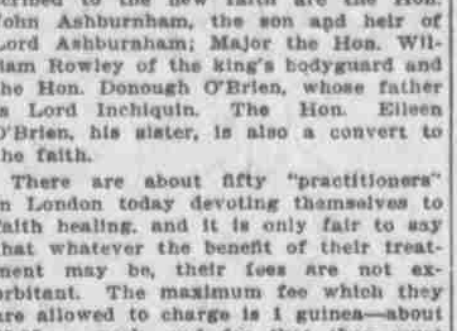 cribed to the new faith are the Hon.
John Ashburnham, the son and heir of
Lord Ashburnham; Major the Hon. Wil-
liam Rowley of the king's bodyguard and
the Hon. Donough O'Brien, whose father
is Lord Inchiquin. The Hon. Eileen
O'Brien, his sister, is also a convert to
the faith.
There are about fifty "practitioners"
in London today devoting themselves to
faith healing, and it is only fair to say
that whatever the benefit of their treat-
ment may be, their fees are not ex-
orbitant. The maximum fee which they
are allowed to charge is 1 guinea—about